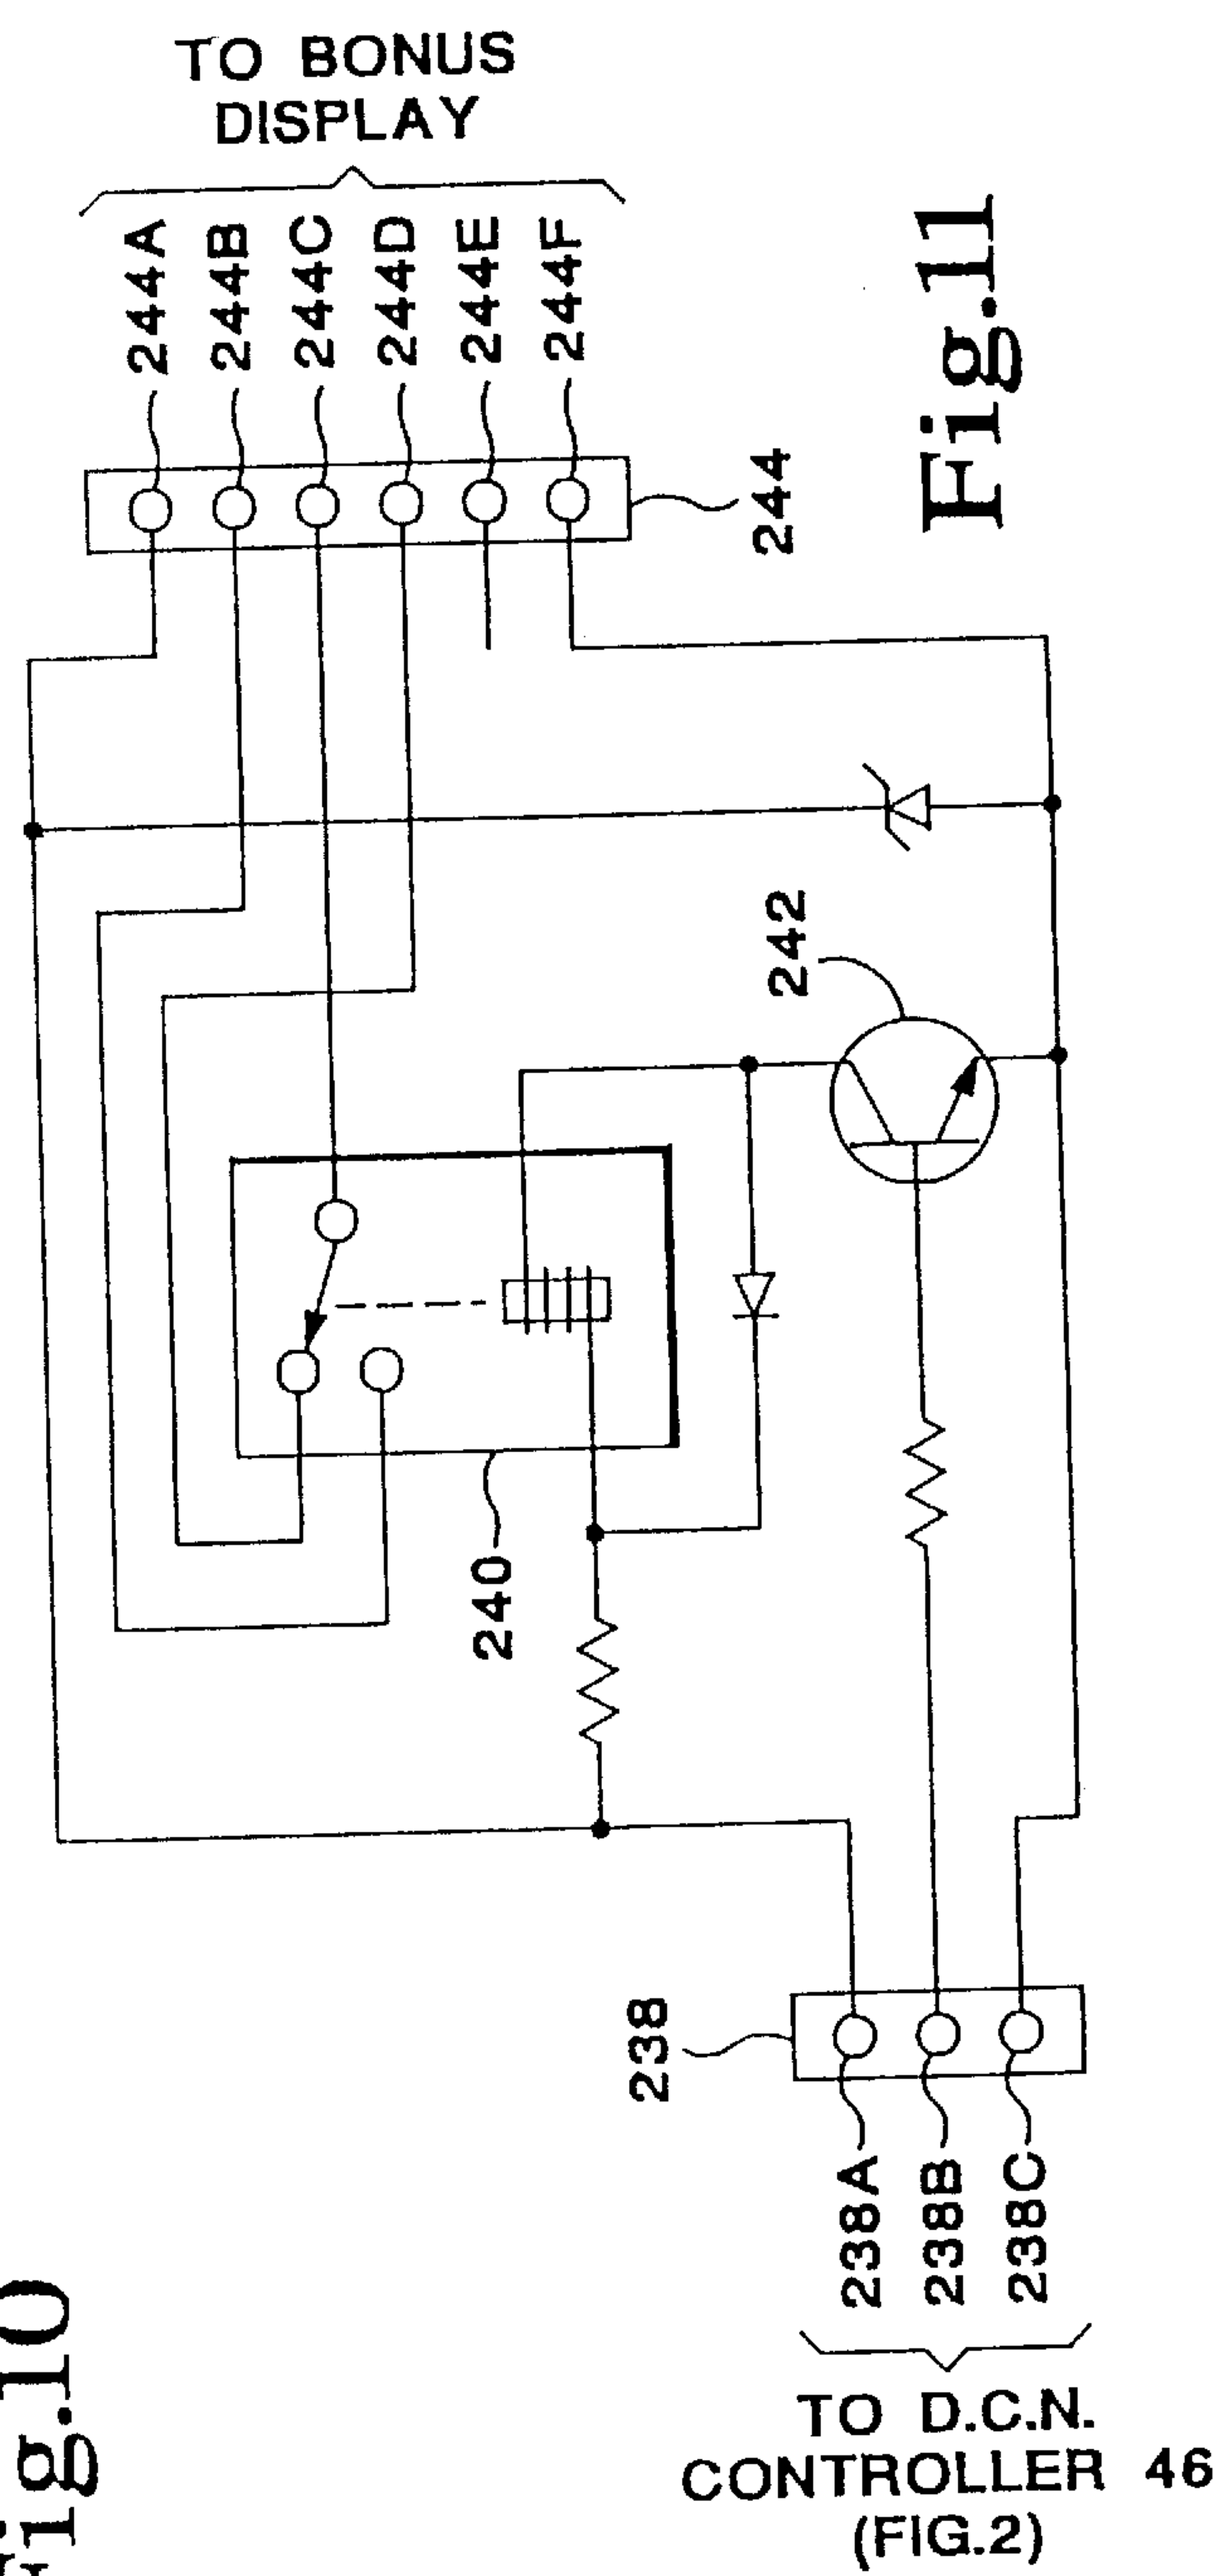 TO BONUS
DISPLAY
244A
244B
244C
244D
244E
244F
244
Fig.11
242
240
238
238A
238B
238C
TO D.C.N.
CONTROLLER 46
(FIG.2)
Fig.10